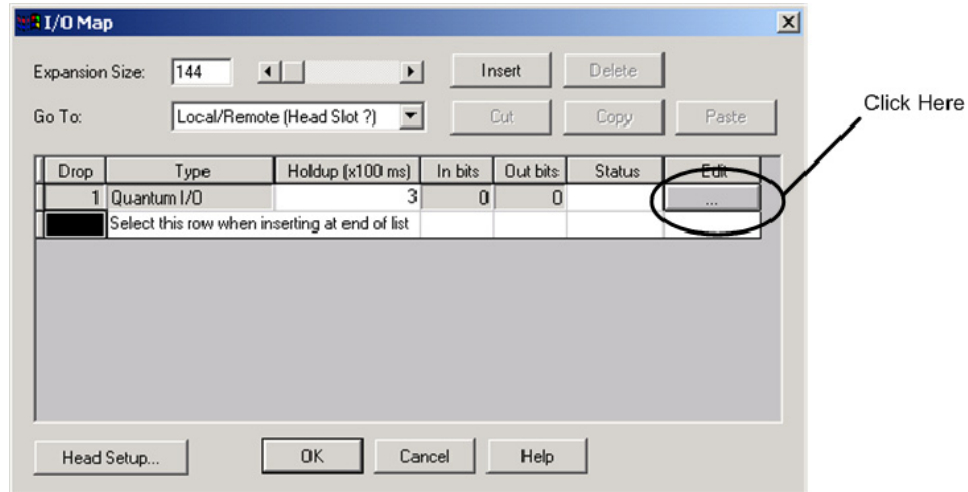 I/O Map
Expansion Size: 144 Insert Delete
Go To: Local/Remote (Head Slot ?) Cut Copy Paste
Click Here
Drop Type Holdup (x100 ms) In bits Out bits Status Edit
1 Quantum I/O 3 0 0 ...
Select this row when inserting at end of list
Head Setup... OK Cancel Help